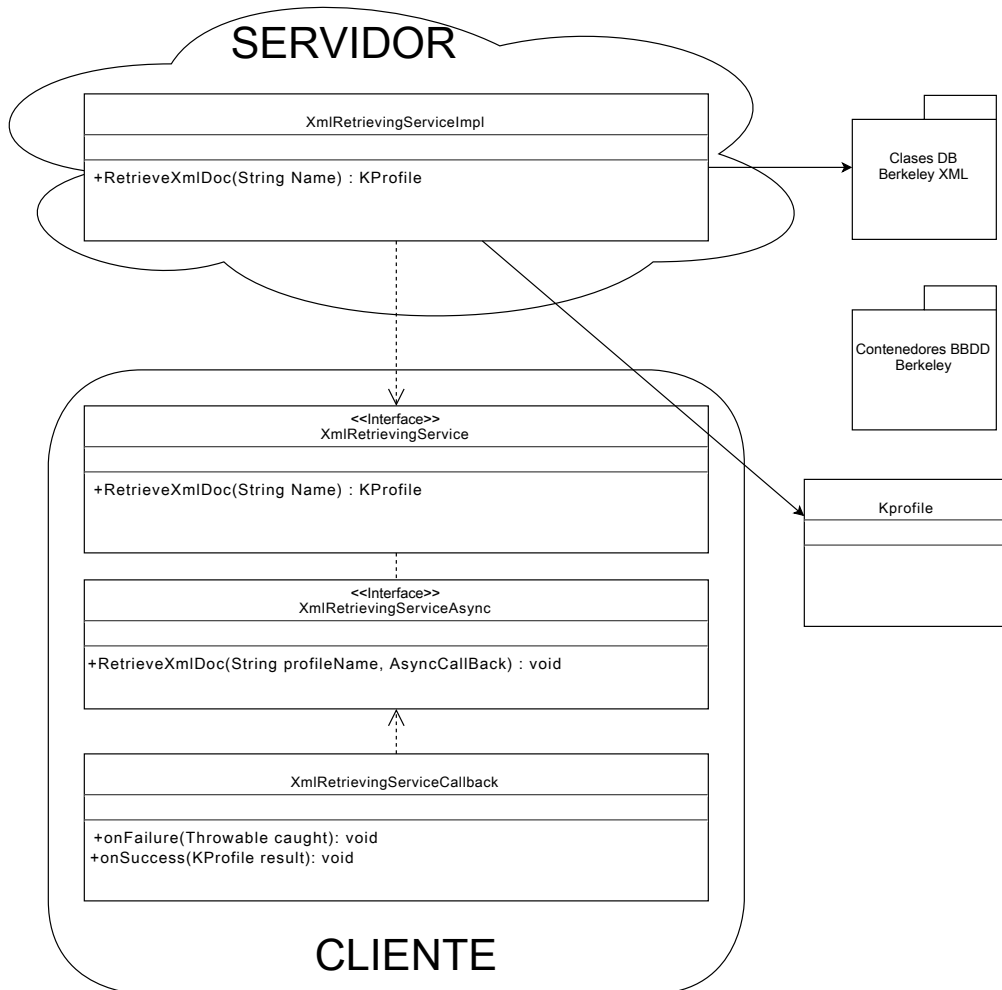 SERVIDOR
XmlRetrievingServiceImpl
+RetrieveXmlDoc(String Name) : KProfile
Clases DB
Berkeley XML
Contenedores BBDD
Berkeley
<<Interface>>
XmlRetrievingService
+RetrieveXmlDoc(String Name) : KProfile
Kprofile
<<Interface>>
XmlRetrievingServiceAsync
+RetrieveXmlDoc(String profileName, AsyncCallBack) : void
XmlRetrievingServiceCallback
+onFailure(Throwable caught): void
+onSuccess(KProfile result): void
CLIENTE